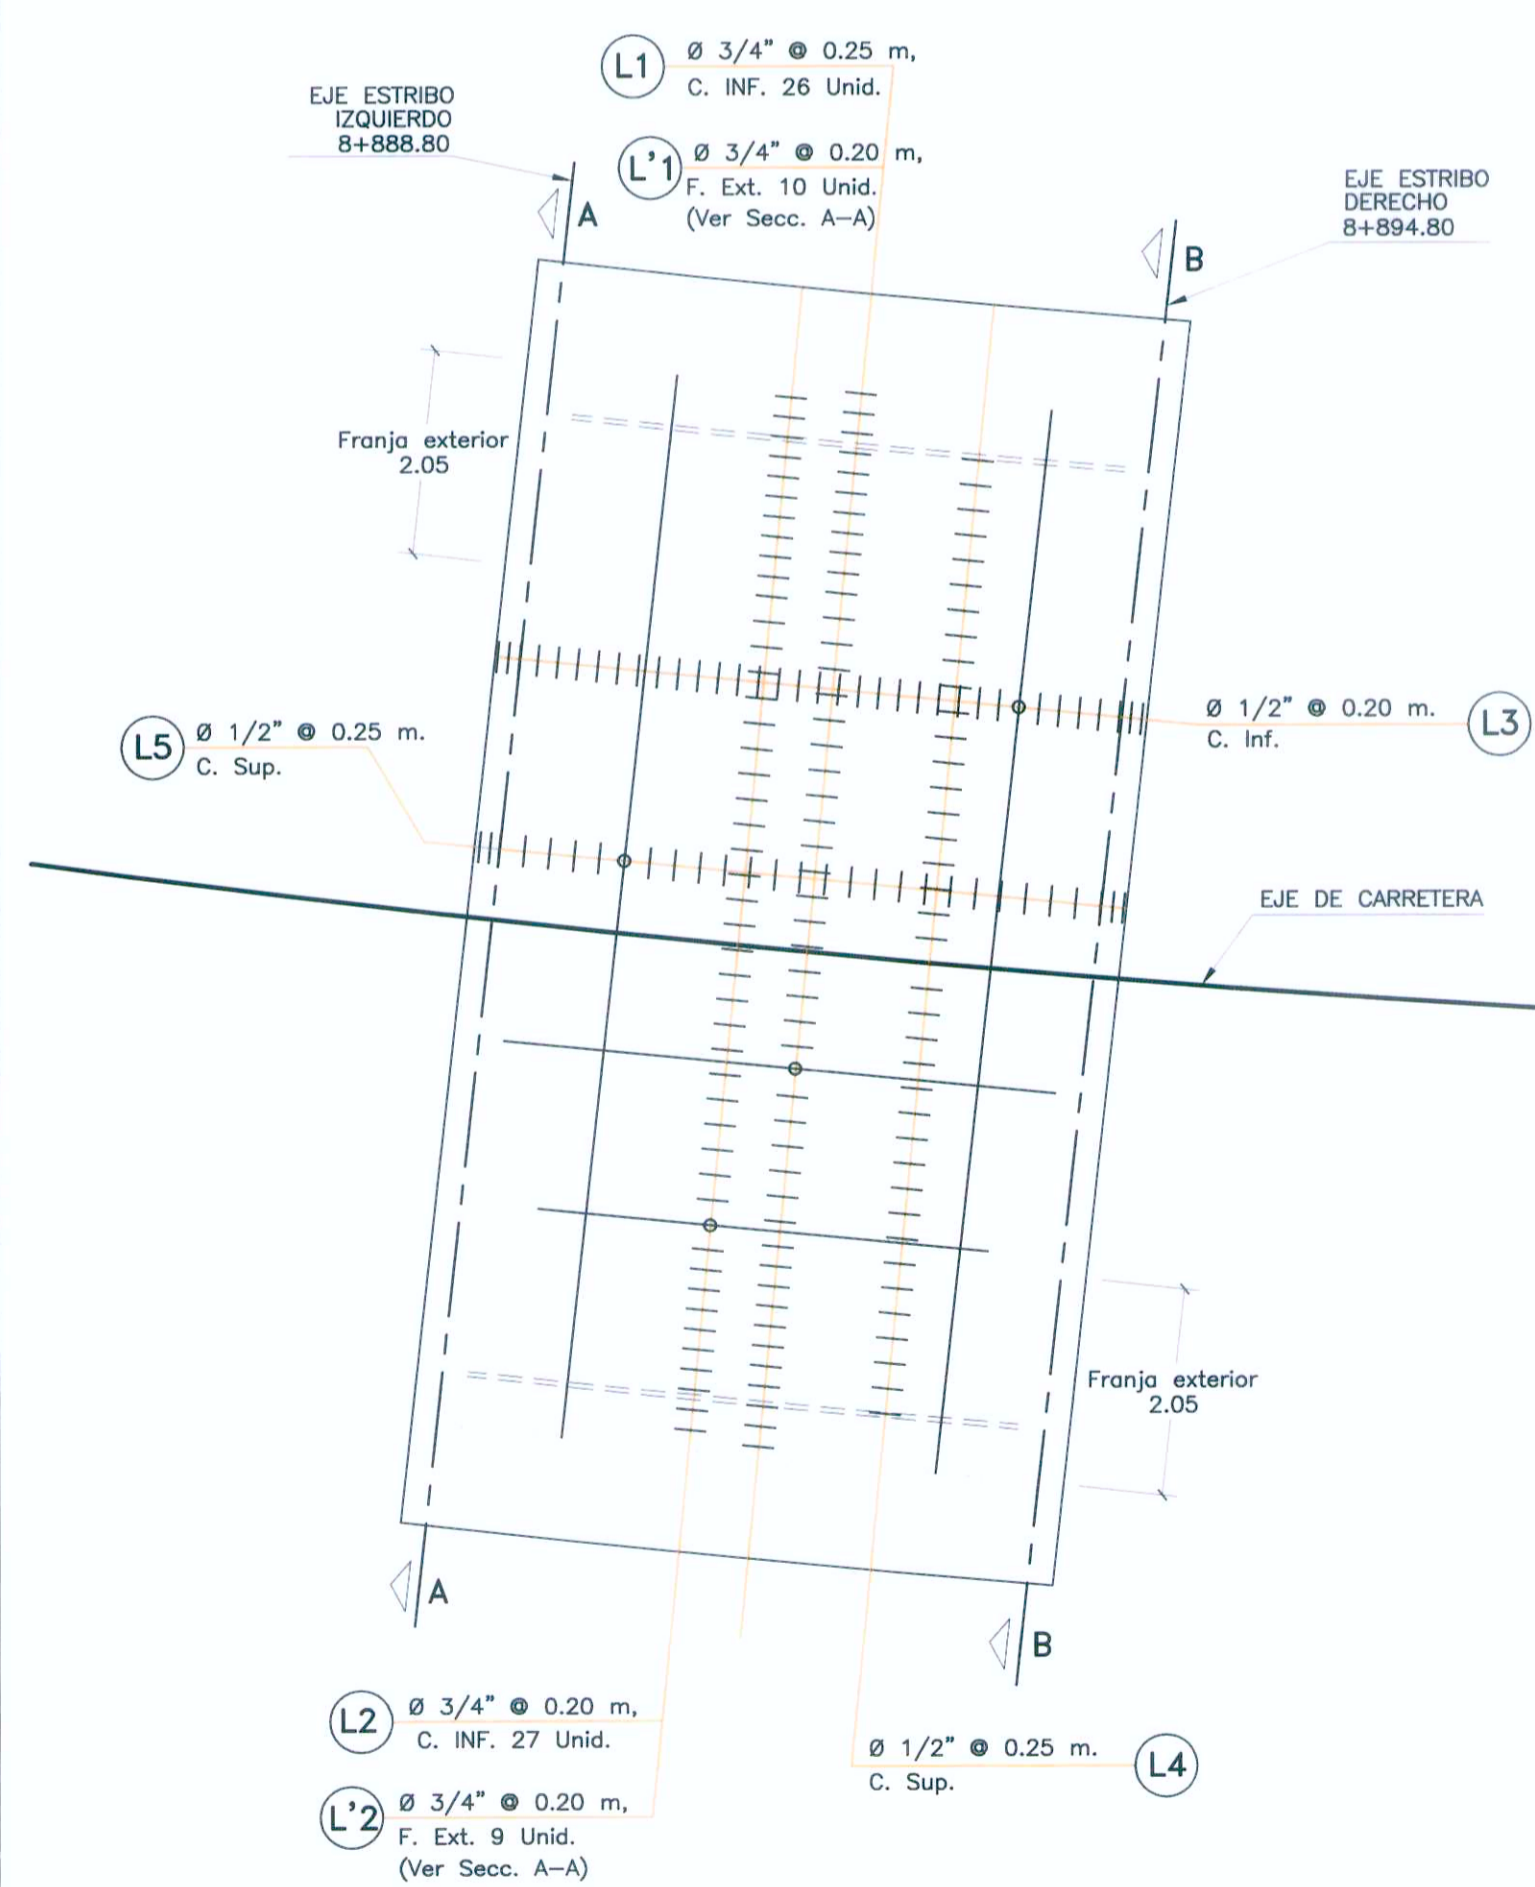 L1
Ø 3/4" @ 0.25 m,
C. INF. 26 Unid.
EJE ESTRIBO
IZQUIERDO
8+888.80
L'1
Ø 3/4" @ 0.20 m,
F. Ext. 10 Unid.
(Ver Secc. A-A)
EJE ESTRIBO
DERECHO
8+894.80
A
B
Franja exterior
2.05
L5
Ø 1/2" @ 0.25 m.
C. Sup.
Ø 1/2" @ 0.20 m.
C. Inf.
L3
EJE DE CARRETERA
Franja exterior
2.05
A
B
L2
Ø 3/4" @ 0.20 m,
C. INF. 27 Unid.
Ø 1/2" @ 0.25 m.
C. Sup.
L4
L'2
Ø 3/4" @ 0.20 m,
F. Ext. 9 Unid.
(Ver Secc. A-A)